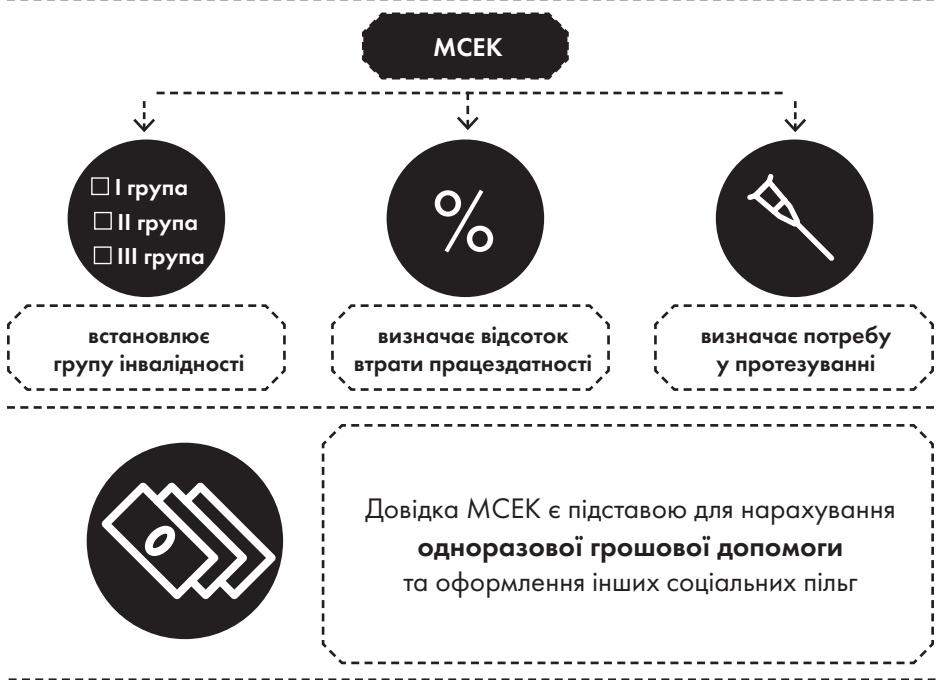 МСЕК
☐ I група
☐ II група
☐ III група
%
встановлює
групу інвалідності
визначає відсоток
втрати працездатності
визначає потребу
у протезуванні
Довідка МСЕК є підставою для нарахування
одноразової грошової допомоги
та оформлення інших соціальних пільг